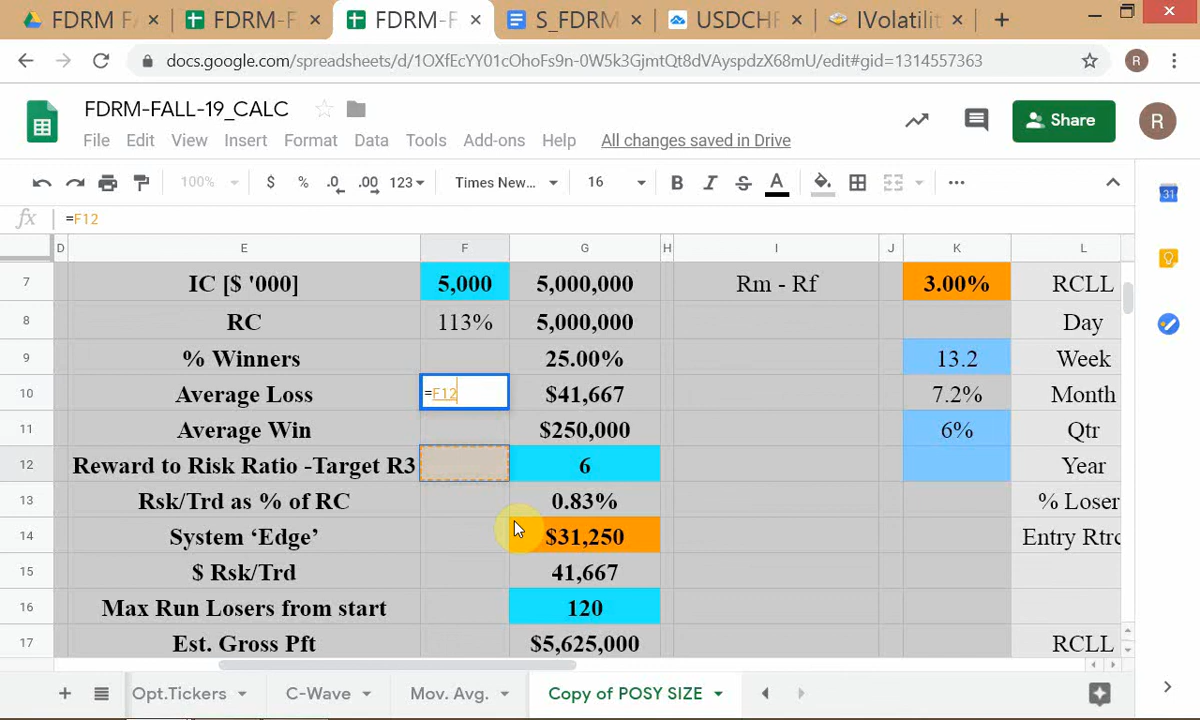 FDRM F FDRM-F FDRM-F S_FDRM USDCHF IVolatilit
docs.google.com/spreadsheets/d/1OXfEcYY01cOhoFs9n-0W5k3GjmtQt8dVAyspdzX68mU/edit#gid=1314557363 R
FDRM-FALL-19_CALC
Share R
File Edit View Insert Format Data Tools Add-ons Help All changes saved in Drive
100% $ % .0 .00 123 Times New... 16 B I S A
31
fx =F12
D E F G H I J K L
7 IC [$ '000] 5,000 5,000,000 Rm - Rf 3.00% RCLL
8 RC 113% 5,000,000 Day
9 % Winners 25.00% 13.2 Week
10 Average Loss =F12 $41,667 7.2% Month
11 Average Win $250,000 6% Qtr
12 Reward to Risk Ratio -Target R3 6 Year
13 Rsk/Trd as % of RC 0.83% % Loser
14 System ‘Edge’ $31,250 Entry Rtrc
15 $ Rsk/Trd 41,667
16 Max Run Losers from start 120
17 Est. Gross Pft $5,625,000 RCLL
Opt.Tickers C-Wave Mov. Avg. Copy of POSY SIZE